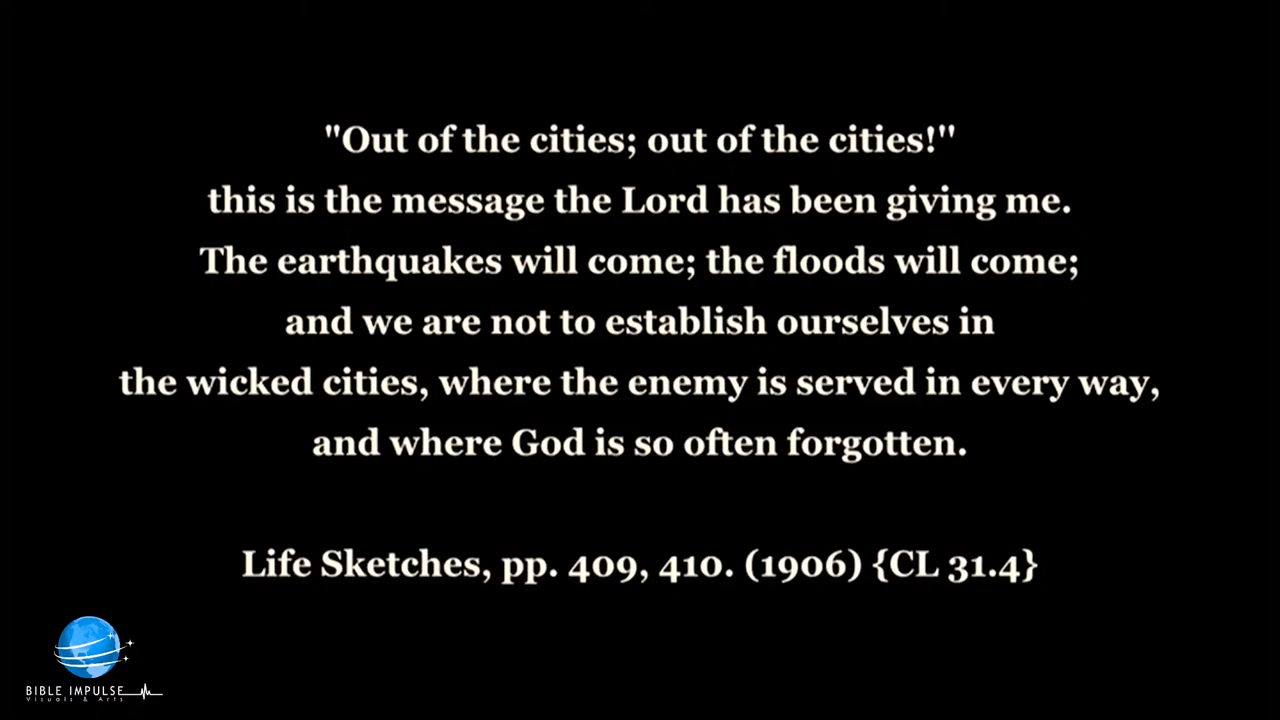 "Out of the cities; out of the cities!"
this is the message the Lord has been giving me.
The earthquakes will come; the floods will come;
and we are not to establish ourselves in
the wicked cities, where the enemy is served in every way,
and where God is so often forgotten.
Life Sketches, pp. 409, 410. (1906) {CL 31.4}
BIBLE IMPULSE
Visuals & Arts